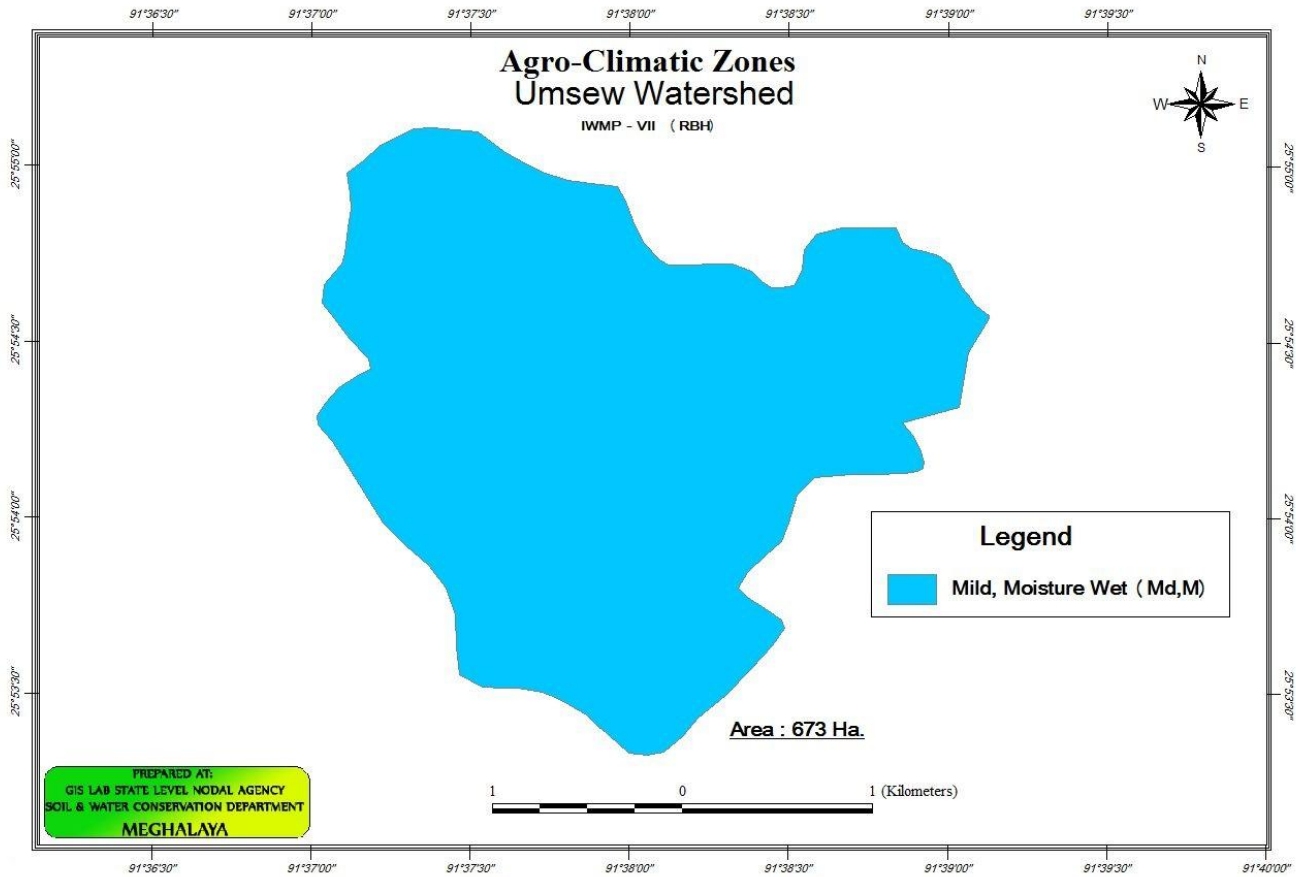 91°36'30" 91°37'00" 91°37'30" 91°38'00" 91°38'30" 91°39'00" 91°39'30"
Agro-Climatic Zones
Umsew Watershed
IWMP - VII ( RBH)
N
W E
S
25°55'00" 25°55'00"
25°54'30" 25°54'30"
25°54'00" 25°54'00"
Legend
Mild, Moisture Wet ( Md,M)
25°53'30" 25°53'30"
Area : 673 Ha.
PREPARED AT:
GIS LAB STATE LEVEL NODAL AGENCY
SOIL & WATER CONSERVATION DEPARTMENT
MEGHALAYA
1 0 1 (Kilometers)
91°36'30" 91°37'00" 91°37'30" 91°38'00" 91°38'30" 91°39'00" 91°39'30" 91°40'00"